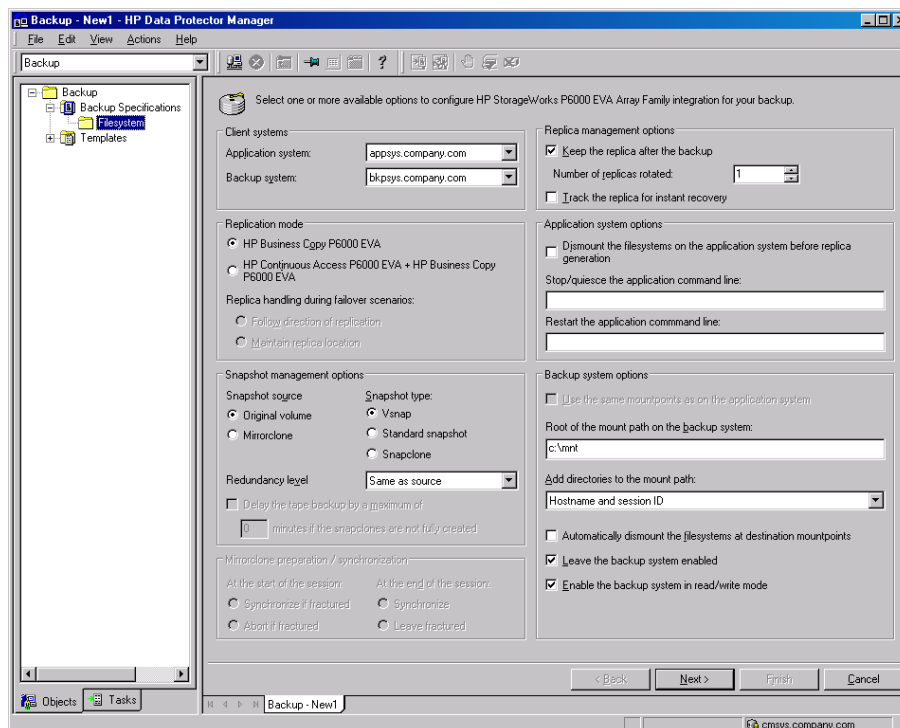 Backup - New1 - HP Data Protector Manager
File Edit View Actions Help
Backup
Backup
Backup Specifications
Filesystem
Templates
Objects Tasks
Select one or more available options to configure HP StorageWorks P6000 EVA Array Family integration for your backup.
Client systems
Application system: appsys.company.com
Backup system: bkpsys.company.com
Replication mode
HP Business Copy P6000 EVA
HP Continuous Access P6000 EVA + HP Business Copy
P6000 EVA
Replica handling during failover scenarios:
Follow direction of replication
Maintain replica location
Snapshot management options
Snapshot source
Original volume
Mirrorclone
Snapshot type:
Vsnap
Standard snapshot
Snapclone
Redundancy level Same as source
Delay the tape backup by a maximum of
0 minutes if the snapclones are not fully created
Mirrorclone preparation / synchronization
At the start of the session:
Synchronize if fractured
Abort if fractured
At the end of the session:
Synchronize
Leave fractured
Replica management options
Keep the replica after the backup
Number of replicas rotated: 1
Track the replica for instant recovery
Application system options
Dismount the filesystems on the application system before replica
generation
Stop/quiesce the application command line:
Restart the application commmand line:
Backup system options
Use the same mountpoints as on the application system
Root of the mount path on the backup system:
c:\mnt
Add directories to the mount path:
Hostname and session ID
Automatically dismount the filesystems at destination mountpoints
Leave the backup system enabled
Enable the backup system in read/write mode
< Back Next > Finish Cancel
Backup - New1
cmsys.company.com